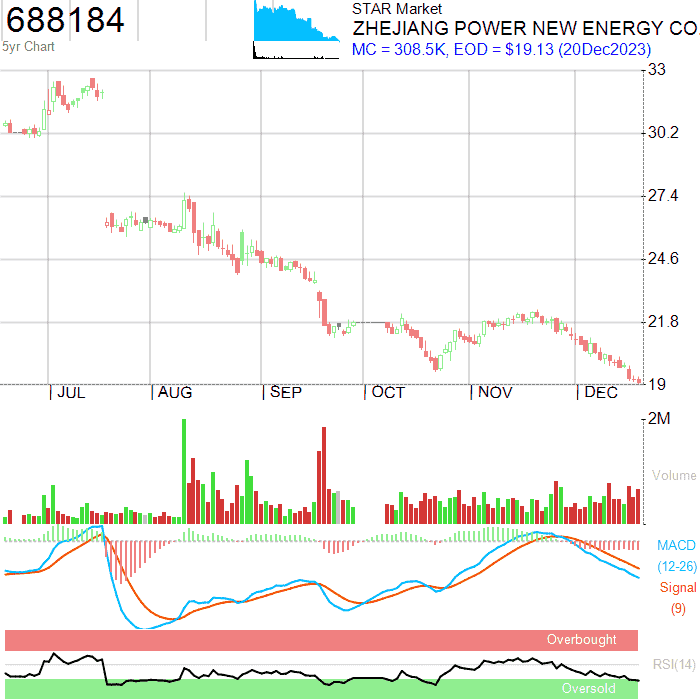 688184
5yr Chart
STAR Market
ZHEJIANG POWER NEW ENERGY CO
MC = 308.5K, EOD = $19.13 (20Dec2023)
33
30.2
27.4
24.6
21.8
19
JUL AUG SEP OCT NOV DEC
2M
Volume
MACD
(12-26)
Signal
(9)
Overbought
RSI(14)
Oversold